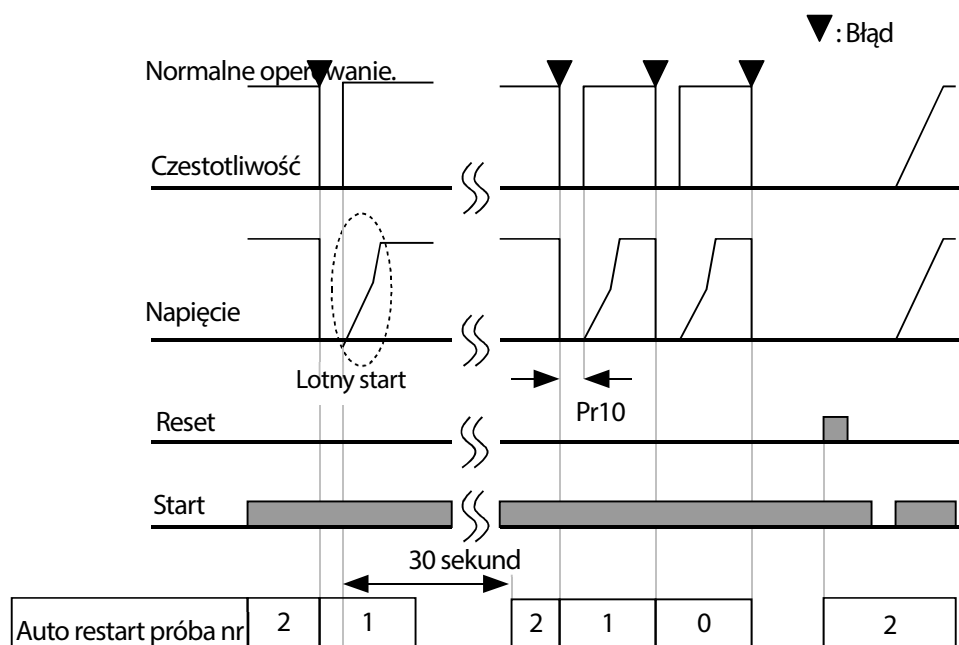 ▼: Błąd
Normalne operowanie.
Czestotliwość
Napięcie
Lotny start
Pr10
Reset
Start
30 sekund
Auto restart próba nr 2 1 2 1 0 2